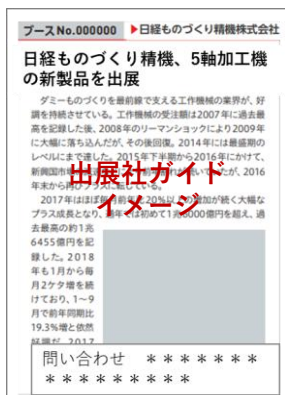 ブースNo.000000 ▶日経ものづくり精機株式会社
日経ものづくり精機、5軸加工機
の新製品を出展
ダミーものづくりを最前線で支える工作機械の業界が、好
調を持続させている。工作機械の受注額は2007年に過去最
高を記録した後、2008年のリーマンショックにより2009年
に大幅に落ち込んだが、その後回復。2014年には最盛期の
レベルにまで達した。2015年下半期から2016年にかけて、
新興国市場
出展社ガイド
いたが、2016
年末から再びプラスに転じている。
イメージ
2017年はほぼ毎月前年比20%以上の増加が続く大幅な
プラス成長となり、通年では初めて1兆6000億円を超え、過
去最高の約1兆
6455億円を記
録した。2018
年も1月から毎
月2ケタ増を続
けており、1~9
月で前年同期比
19.3%増と依然
好調だ。2017
問い合わせ *******
*********